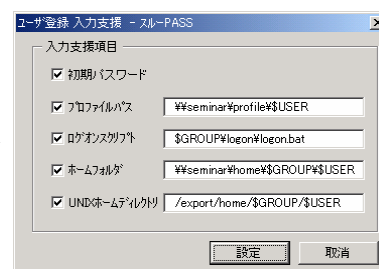 ﾕｰｻﾞ登録 入力支援 - ｽﾙｰPASS
入力支援項目
初期パスワード
ﾌﾟﾛﾌｧｲﾙﾊﾟｽ ¥¥seminar¥profile¥$USER
ﾛｸﾞｵﾝｽｸﾘﾌﾟﾄ $GROUP¥logon¥logon.bat
ﾎｰﾑﾌｫﾙﾀﾞ ¥¥seminar¥home¥$GROUP¥$USER
UNIXﾎｰﾑﾃﾞｨﾚｸﾄﾘ /export/home/$GROUP/$USER
設定 取消